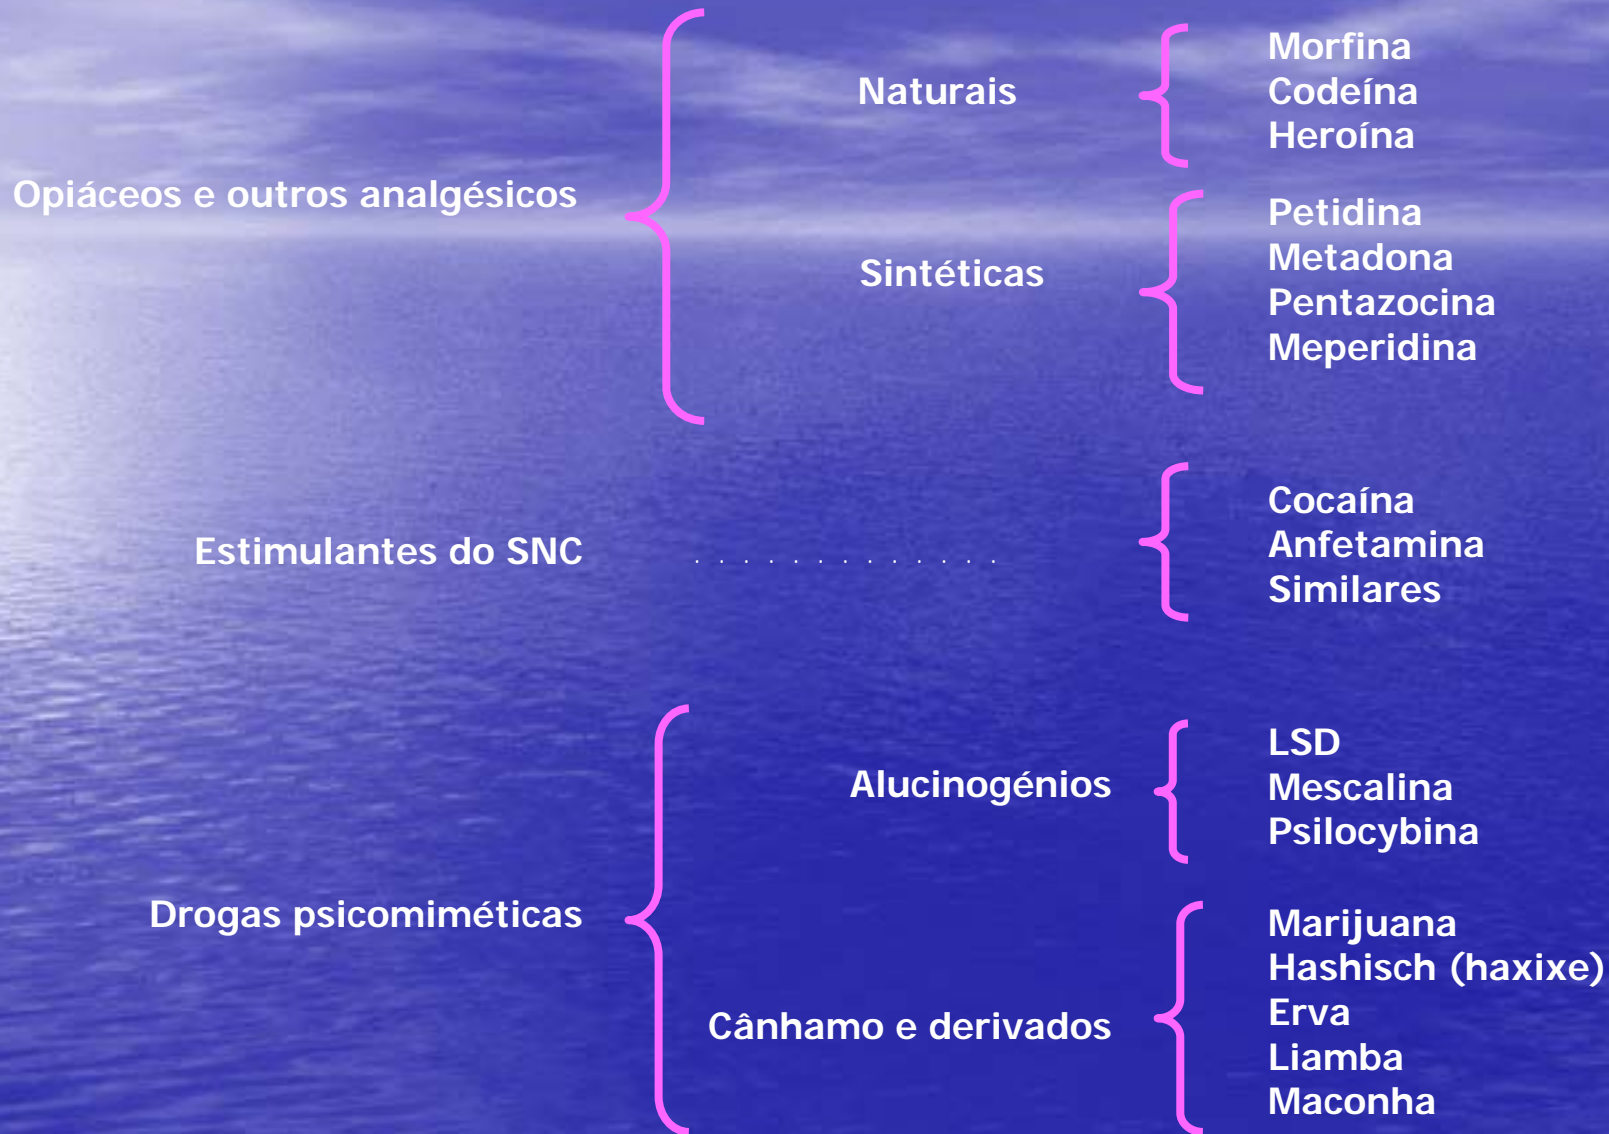 Opiáceos e outros analgésicos
Naturais
Morfina
Codeína
Heroína
Sintéticas
Petidina
Metadona
Pentazocina
Meperidina
Estimulantes do SNC . . . . . . . . . . . . .
Cocaína
Anfetamina
Similares
Drogas psicomiméticas
Alucinogénios
LSD
Mescalina
Psilocybina
Cânhamo e derivados
Marijuana
Hashisch (haxixe)
Erva
Liamba
Maconha